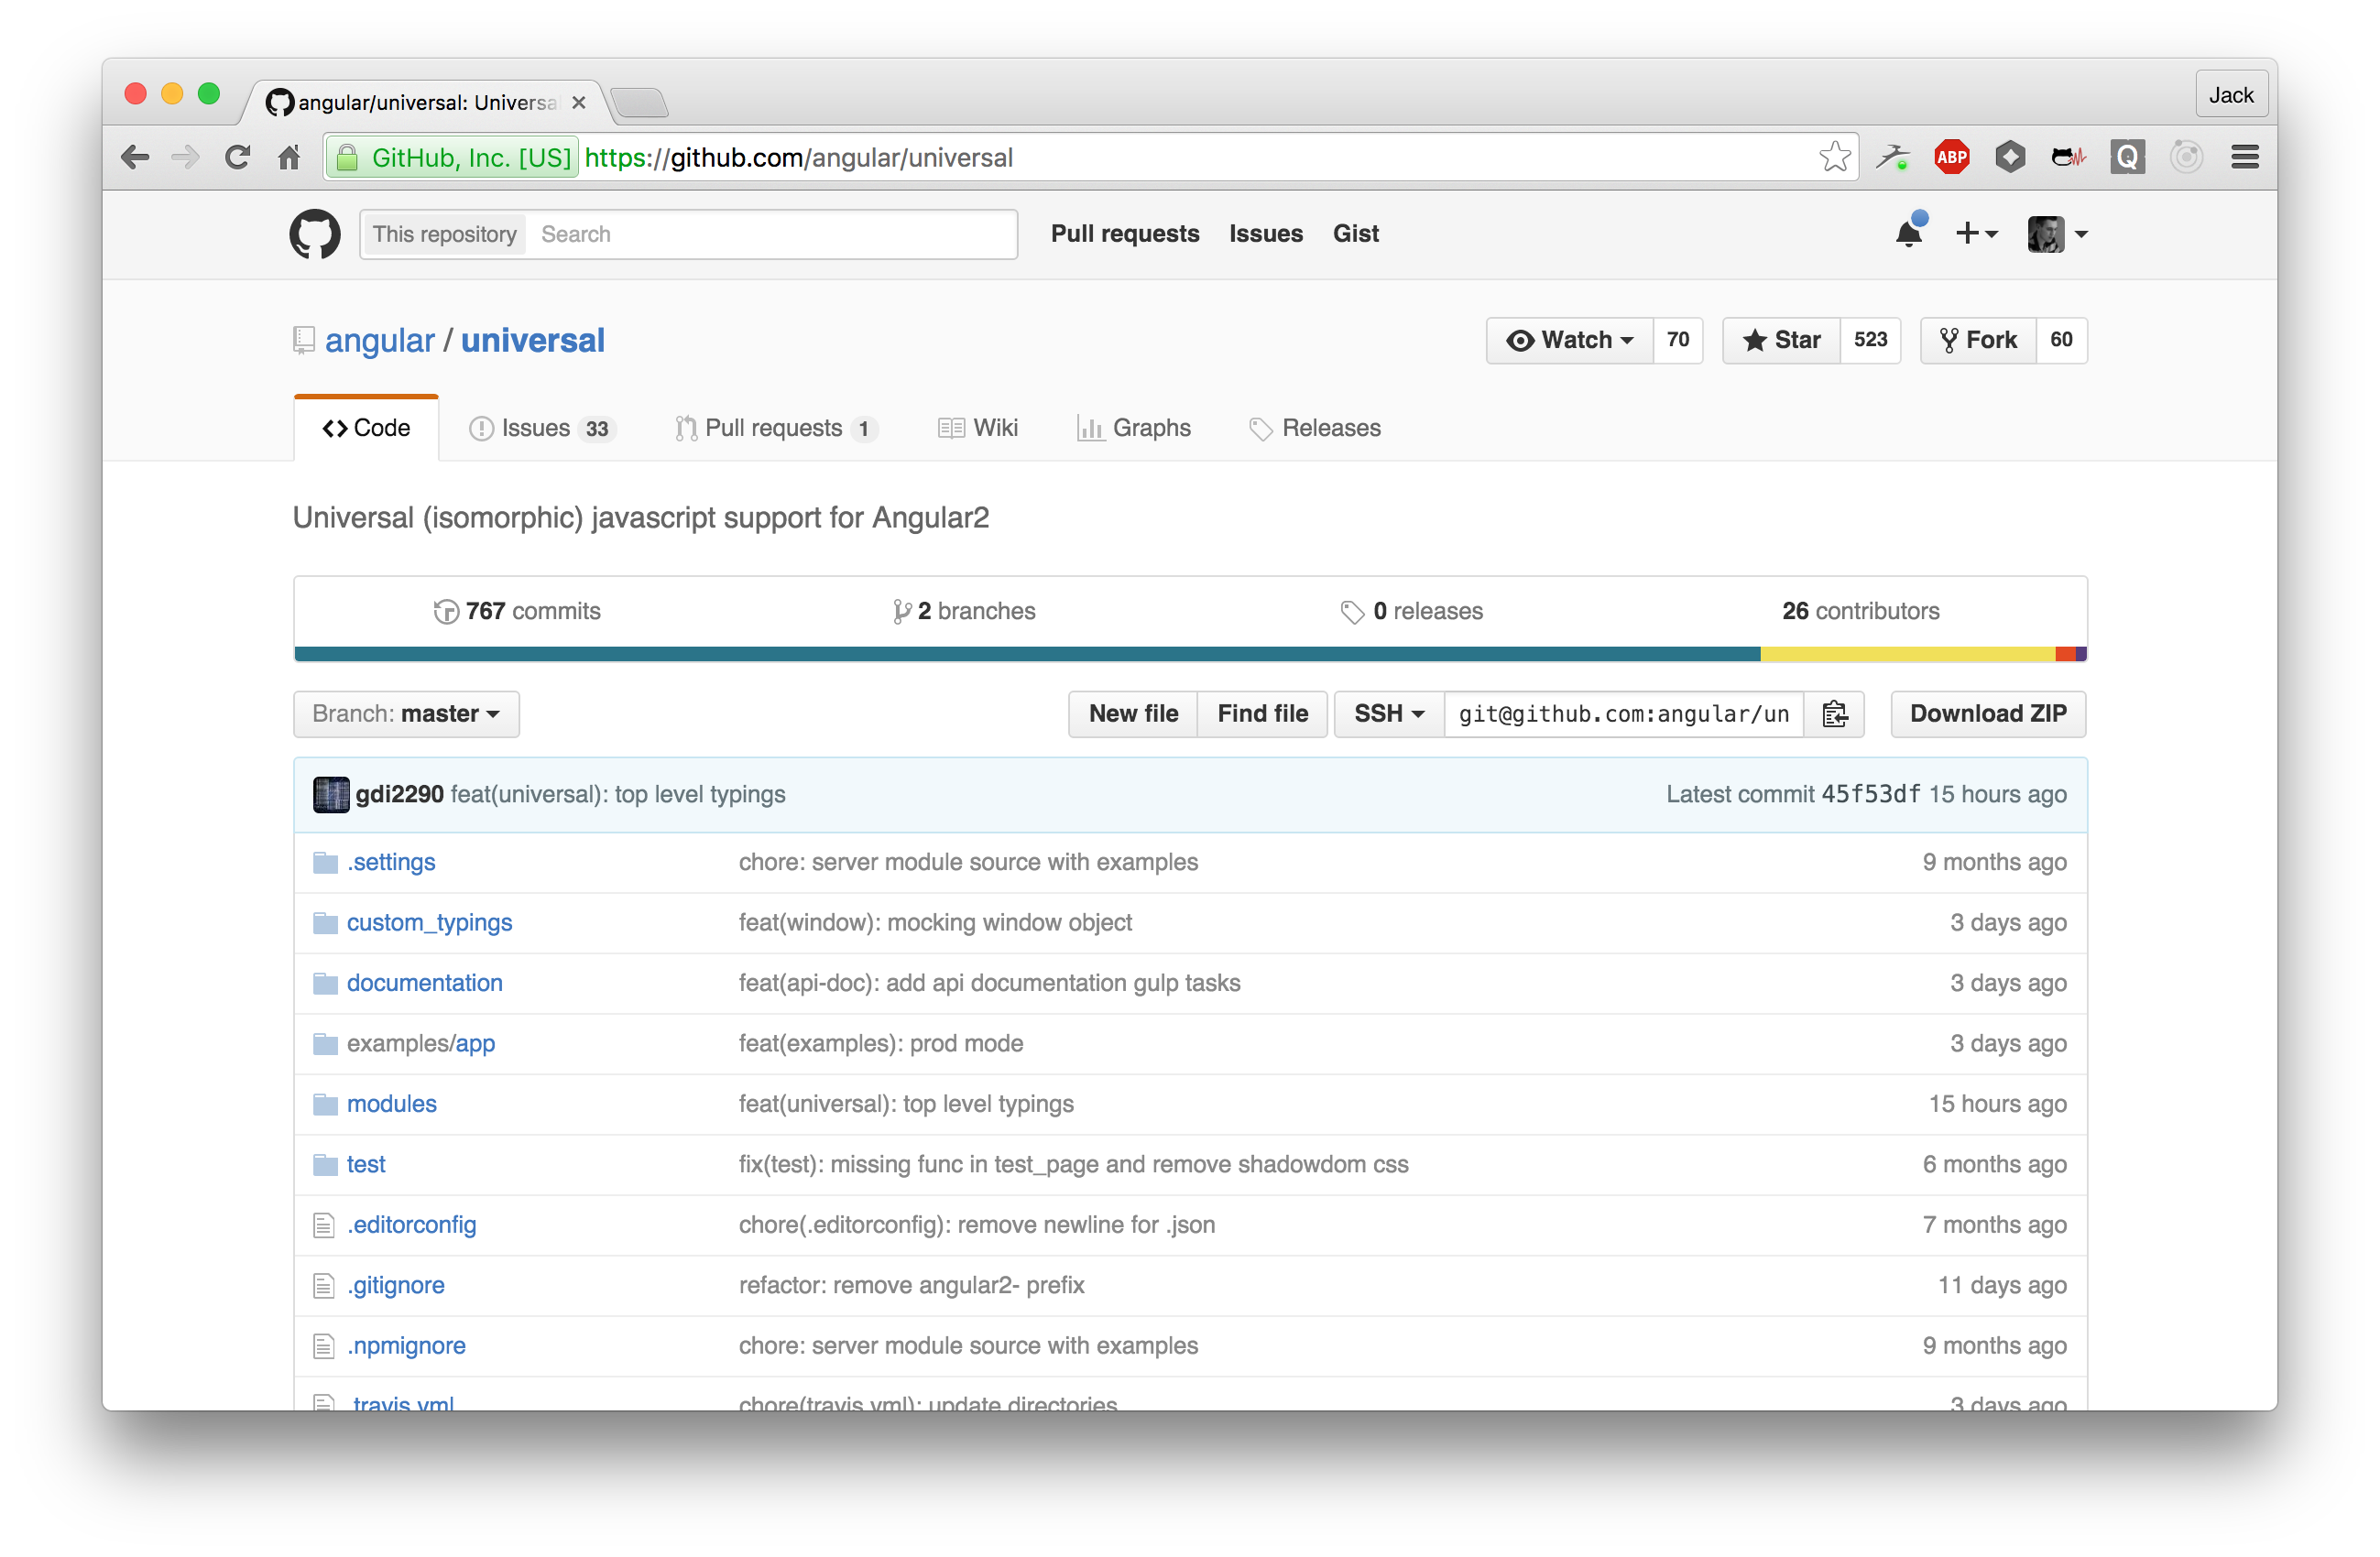 angular/universal: Universa
Jack
GitHub, Inc. [US] https://github.com/angular/universal
ABP
Q
This repository Search Pull requests Issues Gist
angular / universal Watch 70 Star 523 Fork 60
Code Issues 33 Pull requests 1 Wiki Graphs Releases
Universal (isomorphic) javascript support for Angular2
767 commits 2 branches 0 releases 26 contributors
Branch: master New file Find file SSH git@github.com:angular/un Download ZIP
gdi2290 feat(universal): top level typings Latest commit 45f53df 15 hours ago
.settings chore: server module source with examples 9 months ago
custom_typings feat(window): mocking window object 3 days ago
documentation feat(api-doc): add api documentation gulp tasks 3 days ago
examples/app feat(examples): prod mode 3 days ago
modules feat(universal): top level typings 15 hours ago
test fix(test): missing func in test_page and remove shadowdom css 6 months ago
.editorconfig chore(.editorconfig): remove newline for .json 7 months ago
.gitignore refactor: remove angular2- prefix 11 days ago
.npmignore chore: server module source with examples 9 months ago
.travis.yml chore(travis.yml): update directories 3 days ago